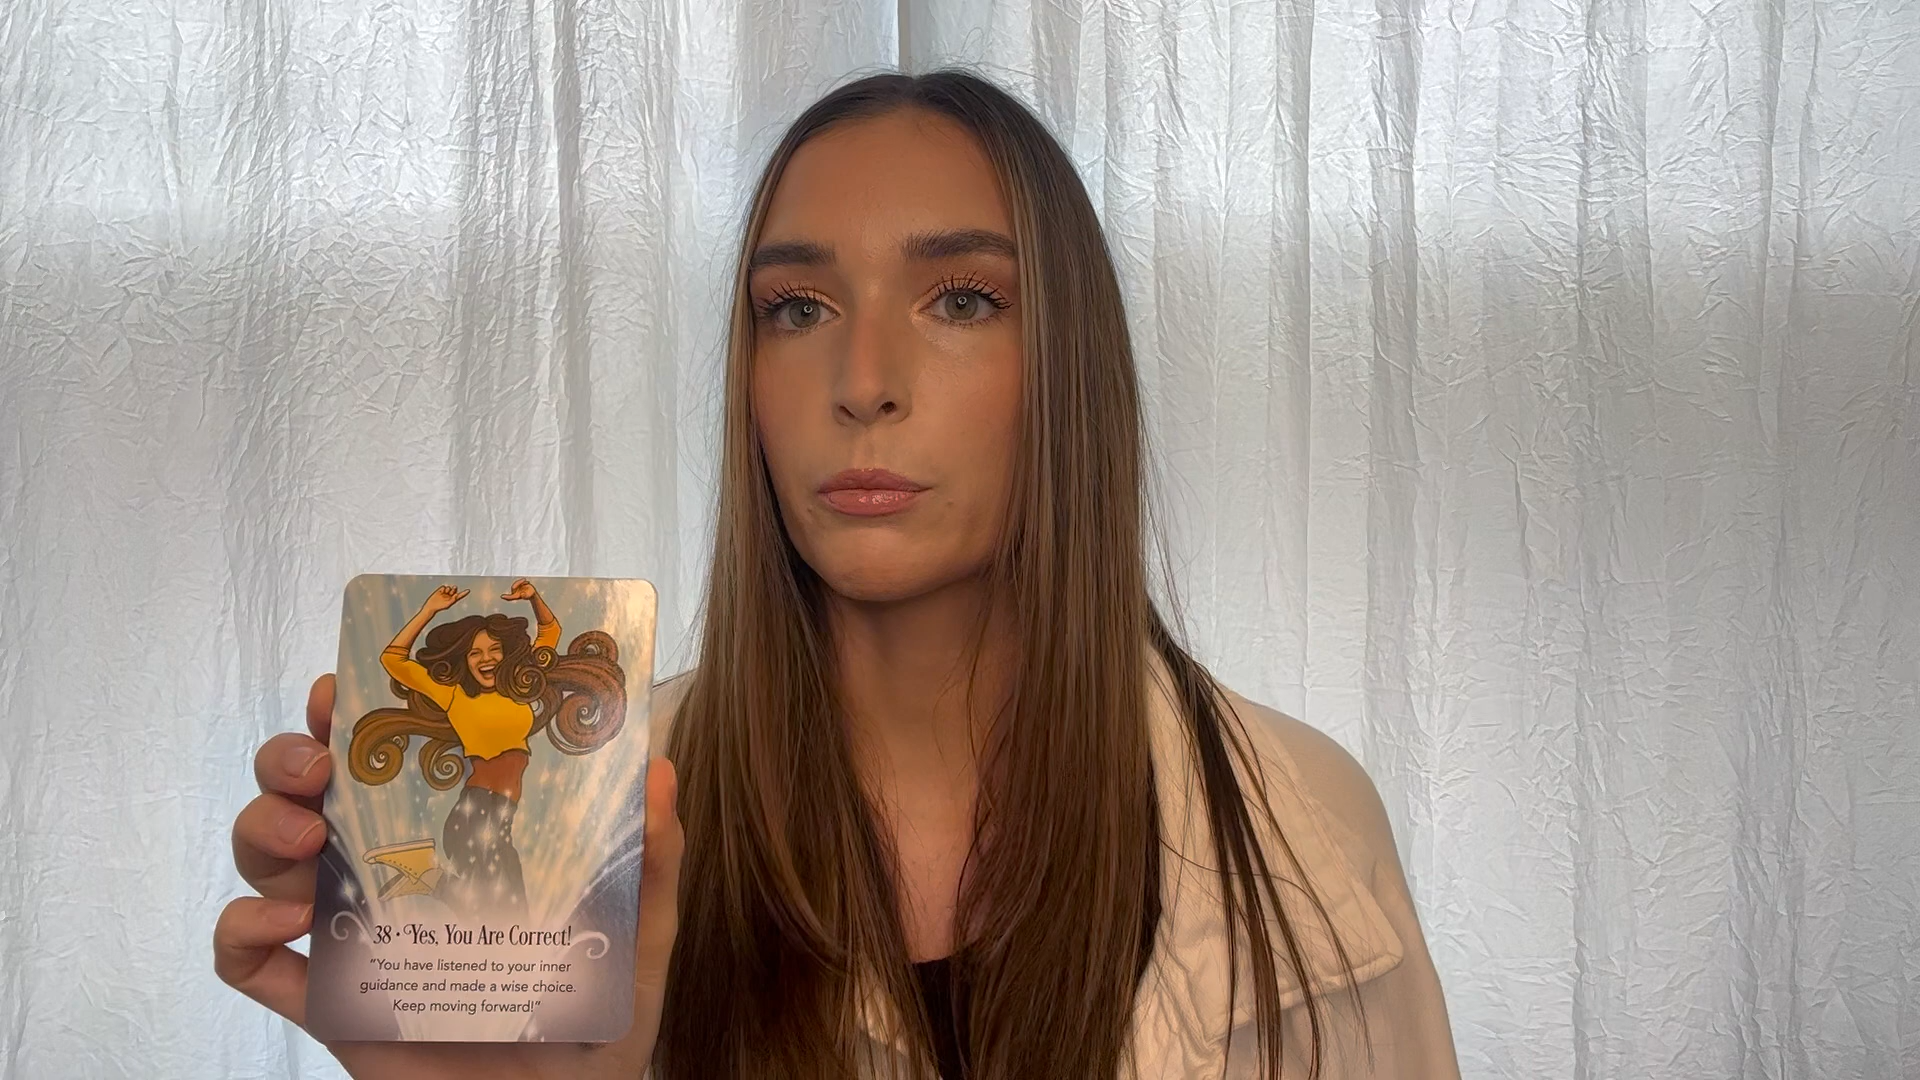 38 • Yes, You Are Correct!
“You have listened to your inner
guidance and made a wise choice.
Keep moving forward!”